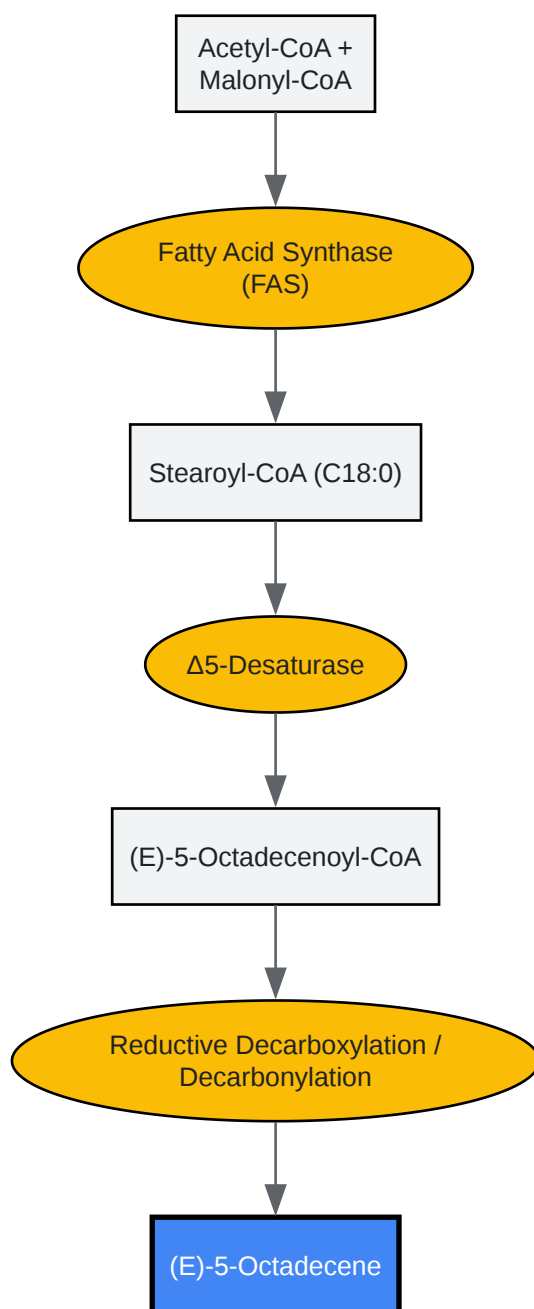 Acetyl-CoA +
Malonyl-CoA
Fatty Acid Synthase
(FAS)
Stearoyl-CoA (C18:0)
Δ5-Desaturase
(E)-5-Octadecenoyl-CoA
Reductive Decarboxylation /
Decarbonylation
(E)-5-Octadecene